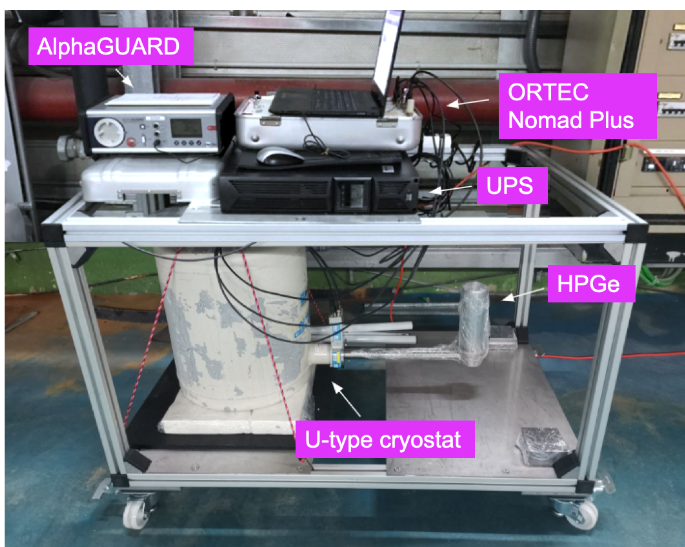 AlphaGUARD
ORTEC
Nomad Plus
UPS
HPGe
U-type cryostat